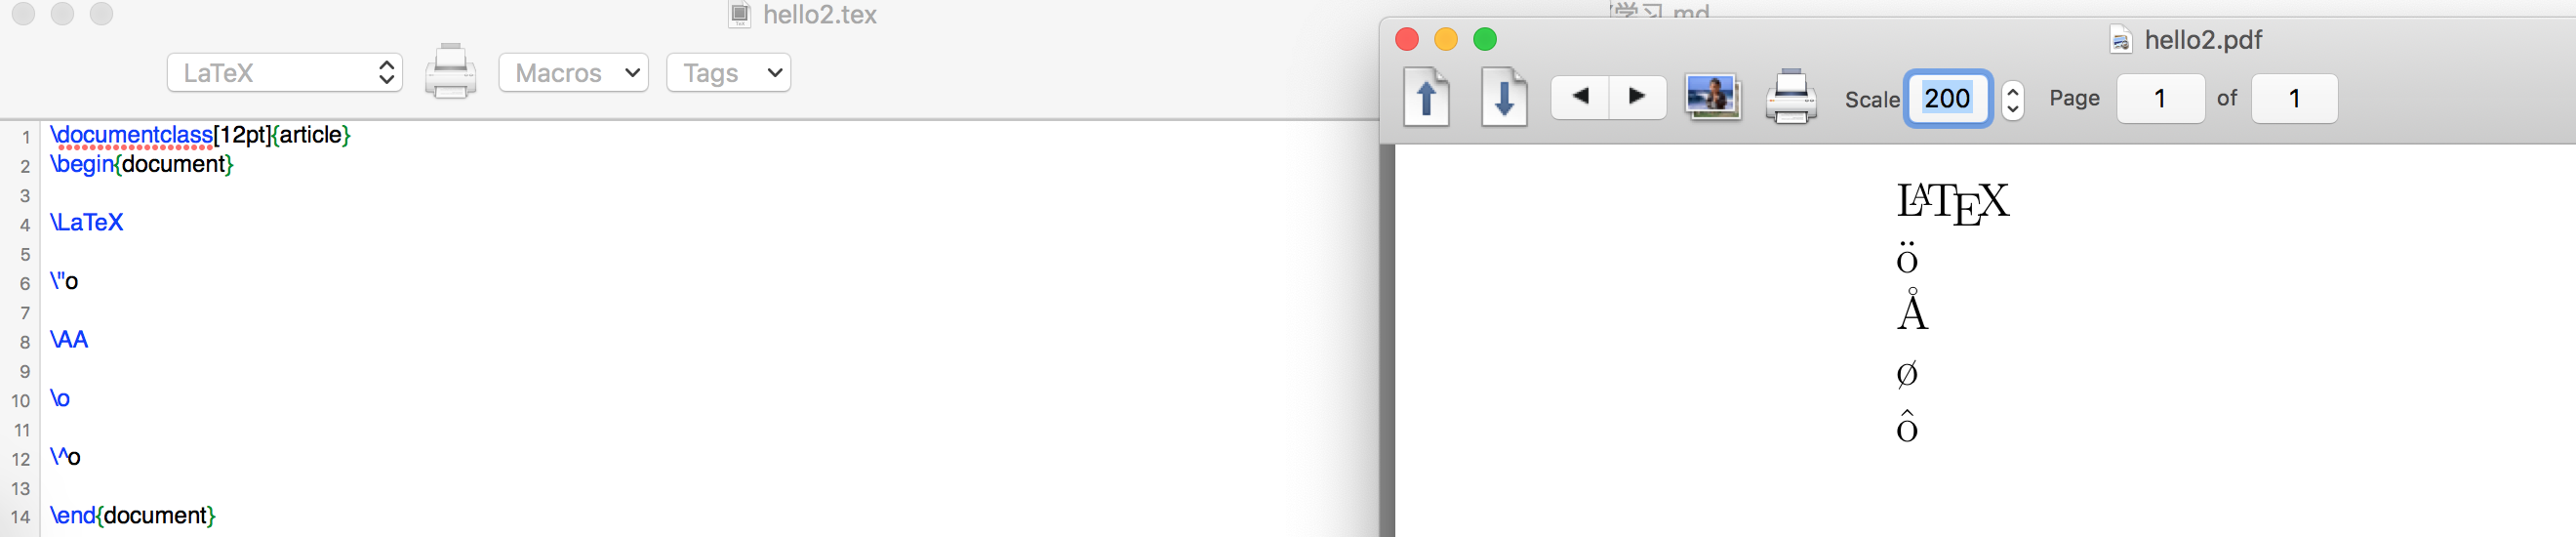 hello2.tex
学习.md
LaTeX Macros Tags
hello2.pdf
Scale 200 Page 1 of 1
1 \documentclass[12pt]{article}
2 \begin{document}
3
4 \LaTeX
5
6 \"o
7
8 \AA
9
10 \o
11
12 \^o
13
14 \end{document}
LATEX
ö
Å
ø
ô